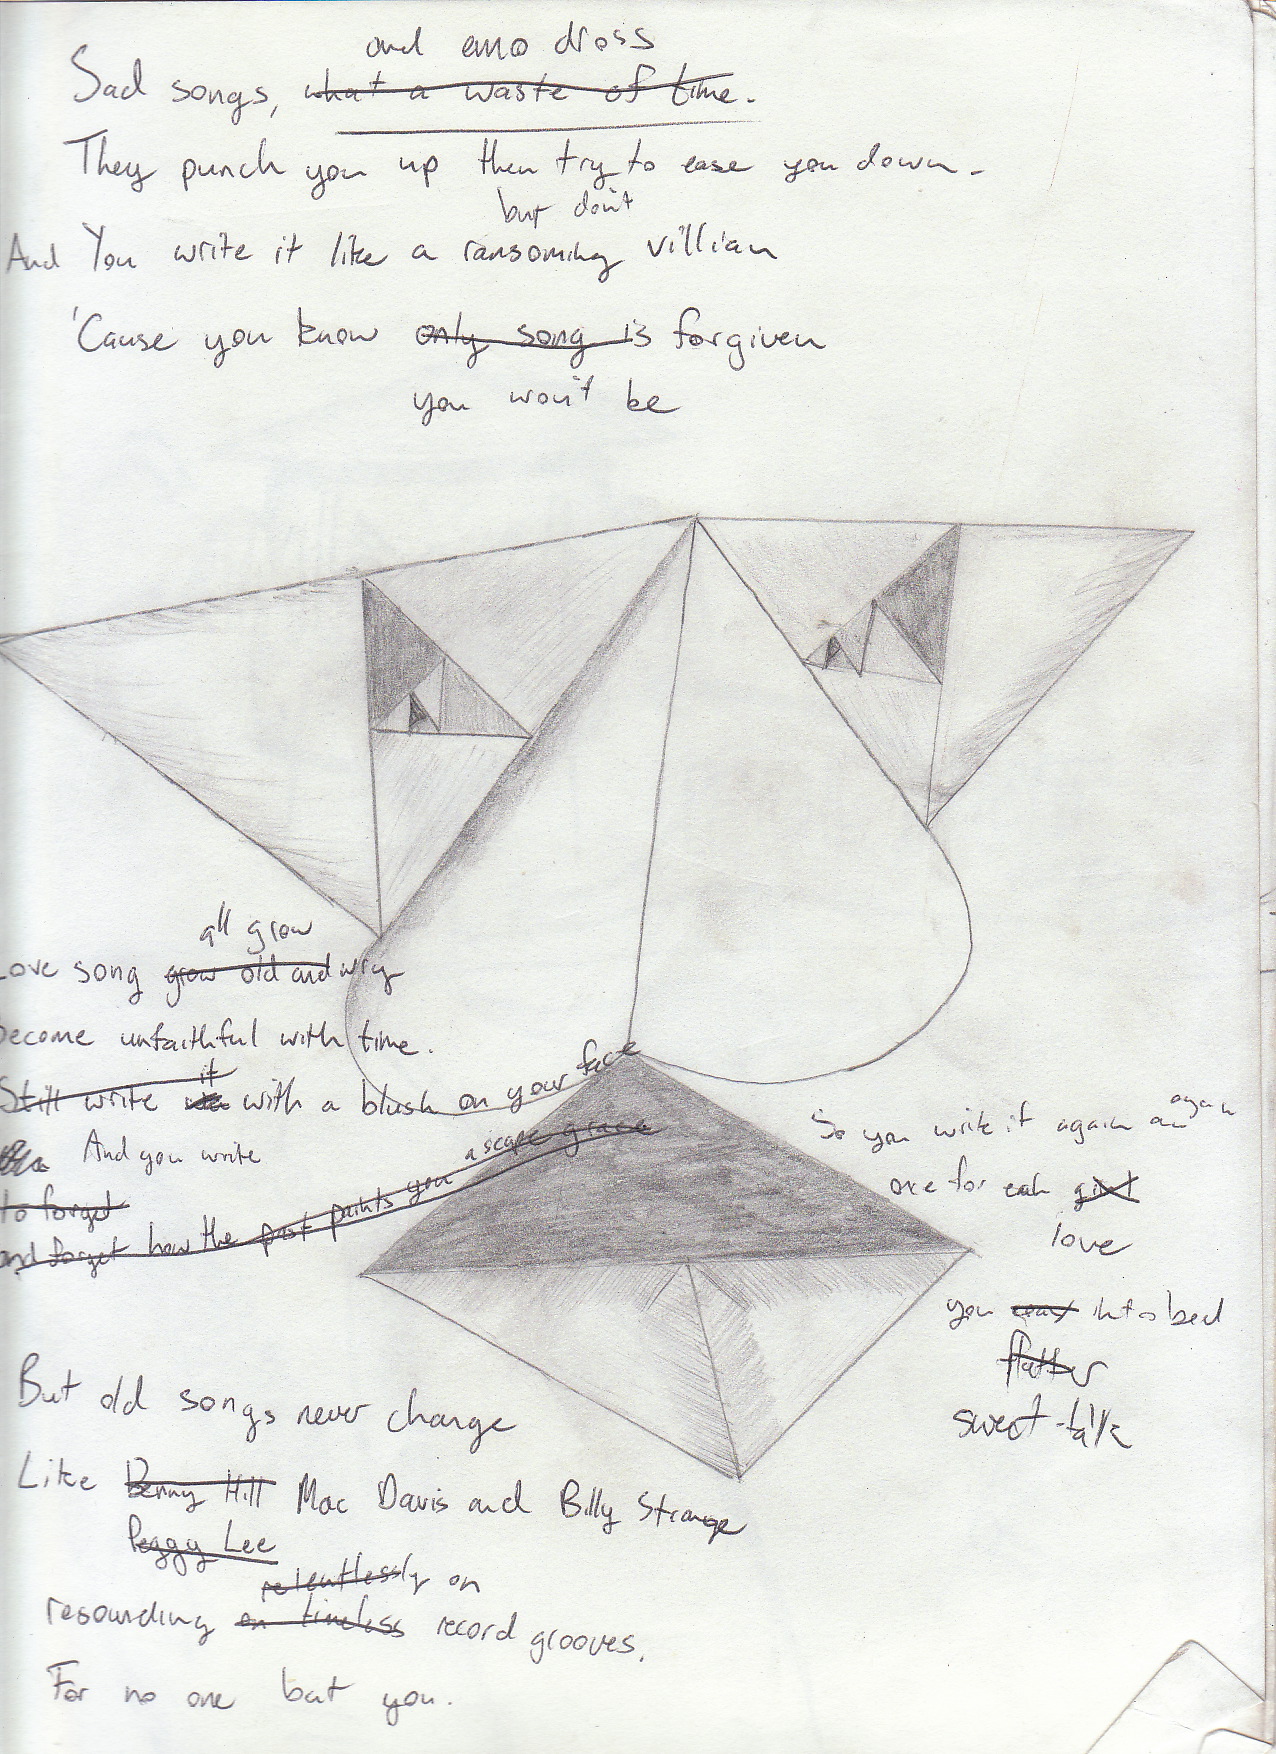 and emo dross
Sad songs, what a waste of time.
They punch you up then try to ease you down.
but don't
And You write it like a ransoming villian
'Cause you know only song is forgiven
you won't be
all grow
Love song grow old and wry
become unfaithful with time.
it
Still write with a blush on your face
And you write
to forget
and forget how the past paints you a scape grace
So you write it again an again
one for each girl
love
you coax into bed
flatter
sweet-talk
But old songs never change
Like Benny Hill Mac Davis and Billy Strange
Peggy Lee
relentlessly on
resounding on timeless record grooves.
For no one but you.